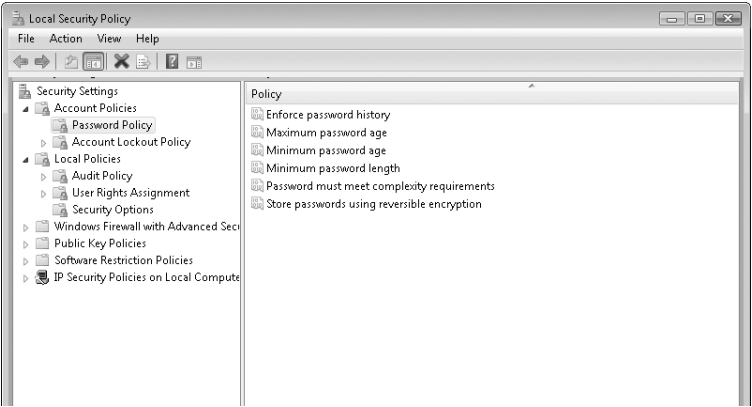 Local Security Policy
File Action View Help
Security Settings
Account Policies
Password Policy
Account Lockout Policy
Local Policies
Audit Policy
User Rights Assignment
Security Options
Windows Firewall with Advanced Secu
Public Key Policies
Software Restriction Policies
IP Security Policies on Local Compute
Policy
Enforce password history
Maximum password age
Minimum password age
Minimum password length
Password must meet complexity requirements
Store passwords using reversible encryption